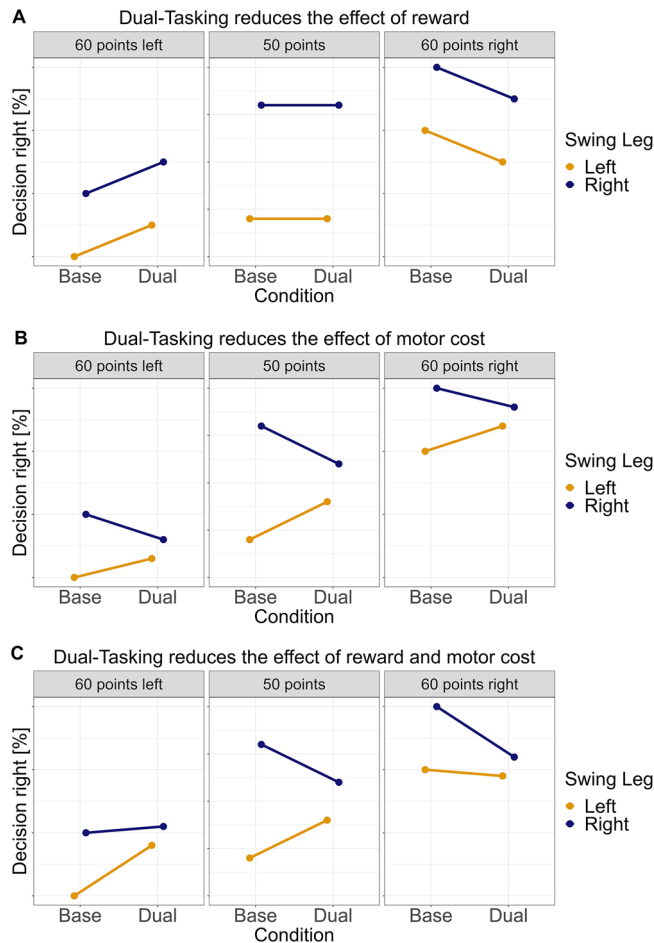 A
Dual-Tasking reduces the effect of reward
60 points left
50 points
60 points right
Decision right [%]
Base
Dual
Base
Dual
Base
Dual
Condition
Swing Leg
Left
Right
B
Dual-Tasking reduces the effect of motor cost
60 points left
50 points
60 points right
Decision right [%]
Base
Dual
Base
Dual
Base
Dual
Condition
Swing Leg
Left
Right
C
Dual-Tasking reduces the effect of reward and motor cost
60 points left
50 points
60 points right
Decision right [%]
Base
Dual
Base
Dual
Base
Dual
Condition
Swing Leg
Left
Right